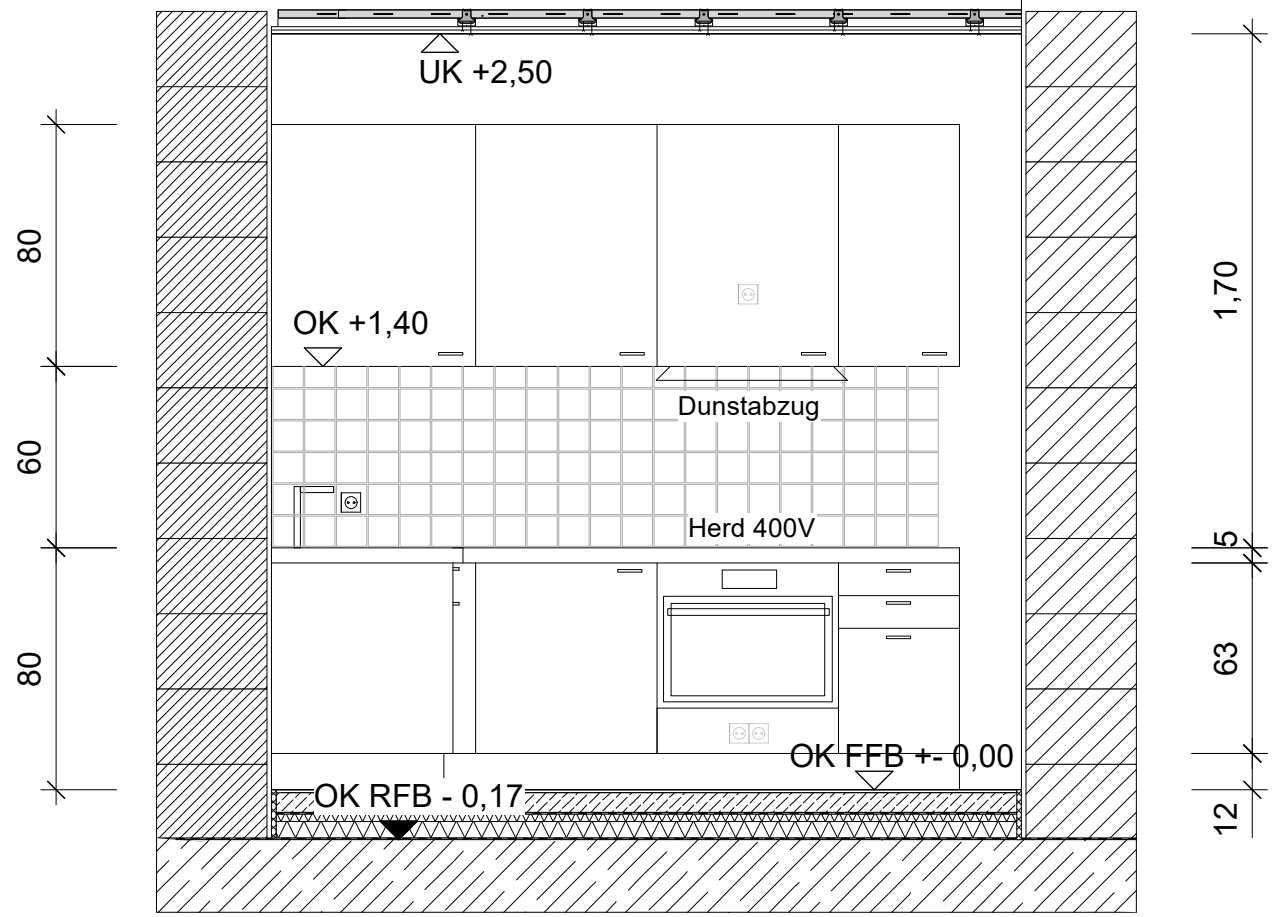 UK +2,50
80
1,70
OK +1,40
Dunstabzug
60
Herd 400V
5
80
63
OK FFB +- 0,00
OK RFB - 0,17
12